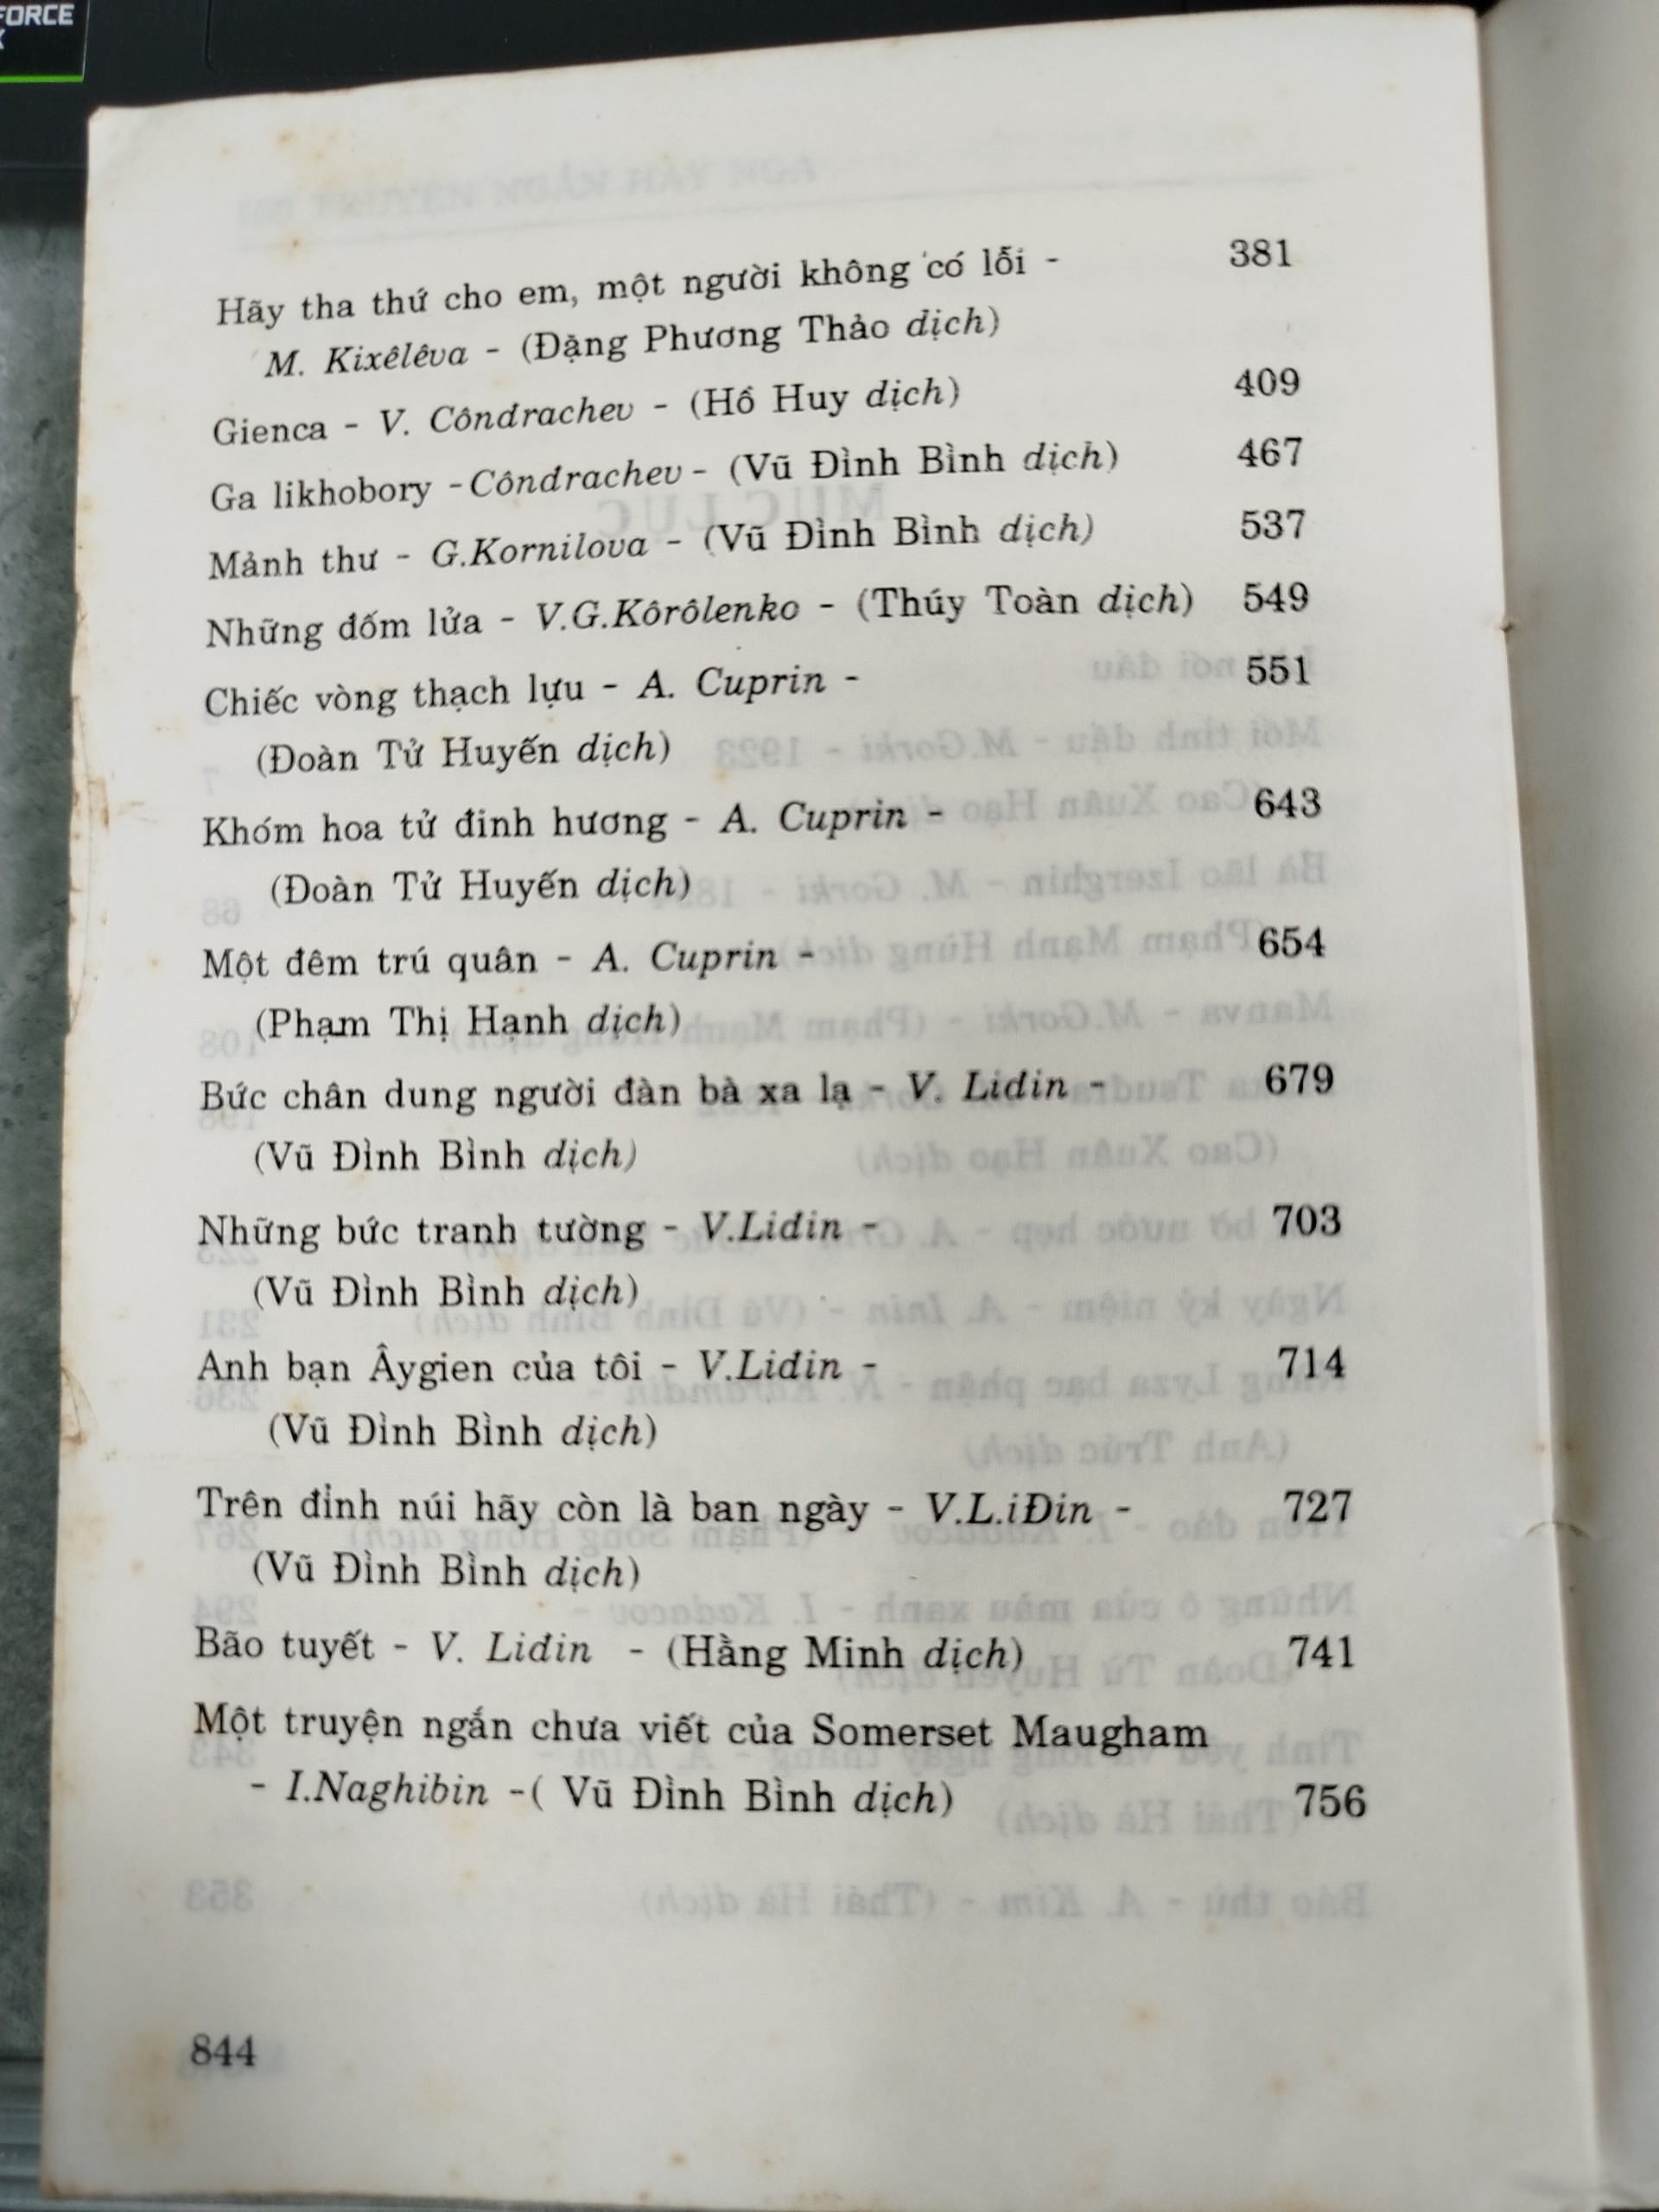 FORCE
X
Hãy tha thứ cho em, một người không có lỗi - 381
M. Kixêlêva - (Đặng Phương Thảo dịch)
Gienca - V. Côndrachev - (Hồ Huy dịch) 409
Ga likhobory - Côndrachev - (Vũ Đình Bình dịch) 467
Mảnh thư - G.Kornilova - (Vũ Đình Bình dịch) 537
Những đốm lửa - V.G.Kôrôlenko - (Thúy Toàn dịch) 549
Chiếc vòng thạch lựu - A. Cuprin - 551
(Đoàn Tử Huyến dịch)
Khóm hoa tử đinh hương - A. Cuprin - 643
(Đoàn Tử Huyến dịch)
Một đêm trú quân - A. Cuprin - 654
(Phạm Thị Hạnh dịch)
Bức chân dung người đàn bà xa lạ - V. Lidin - 679
(Vũ Đình Bình dịch)
Những bức tranh tường - V.Liđin - 703
(Vũ Đình Bình dịch)
Anh bạn Âygien của tôi - V.Liđin - 714
(Vũ Đình Bình dịch)
Trên đỉnh núi hãy còn là ban ngày - V.L.iĐin - 727
(Vũ Đình Bình dịch)
Bão tuyết - V. Liđin - (Hằng Minh dịch) 741
Một truyện ngắn chưa viết của Somerset Maugham
- I.Naghibin -( Vũ Đình Bình dịch) 756
844